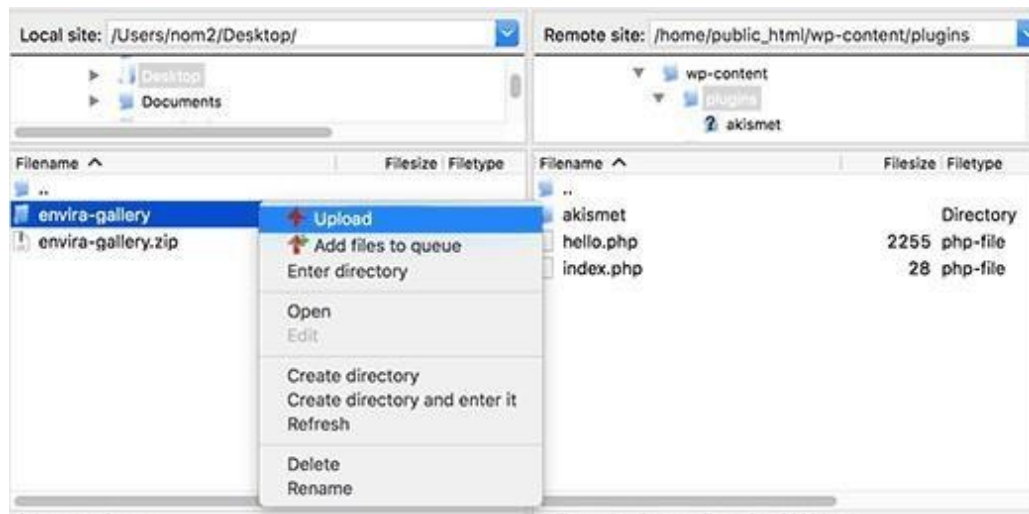 Local site: /Users/nom2/Desktop/ Remote site: /home/public_html/wp-content/plugins
Desktop wp-content
Documents plugins
akismet
Filename Filesize Filetype Filename Filesize Filetype
.. ..
envira-gallery Upload akismet Directory
envira-gallery.zip Add files to queue hello.php 2255 php-file
Enter directory index.php 28 php-file
Open
Edit
Create directory
Create directory and enter it
Refresh
Delete
Rename